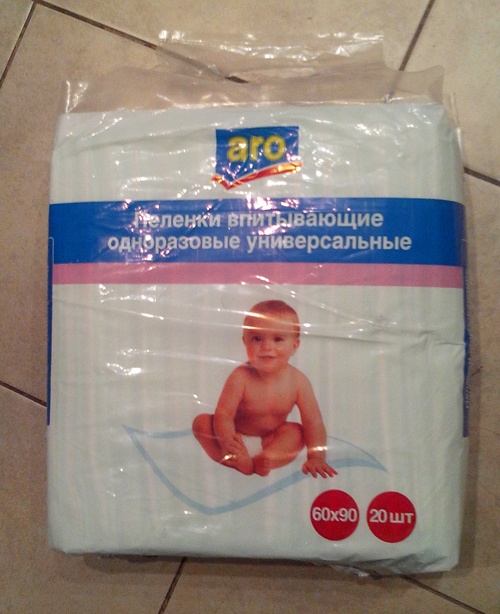 aro
Пеленки впитывающие
одноразовые универсальные
60x90 20 шт